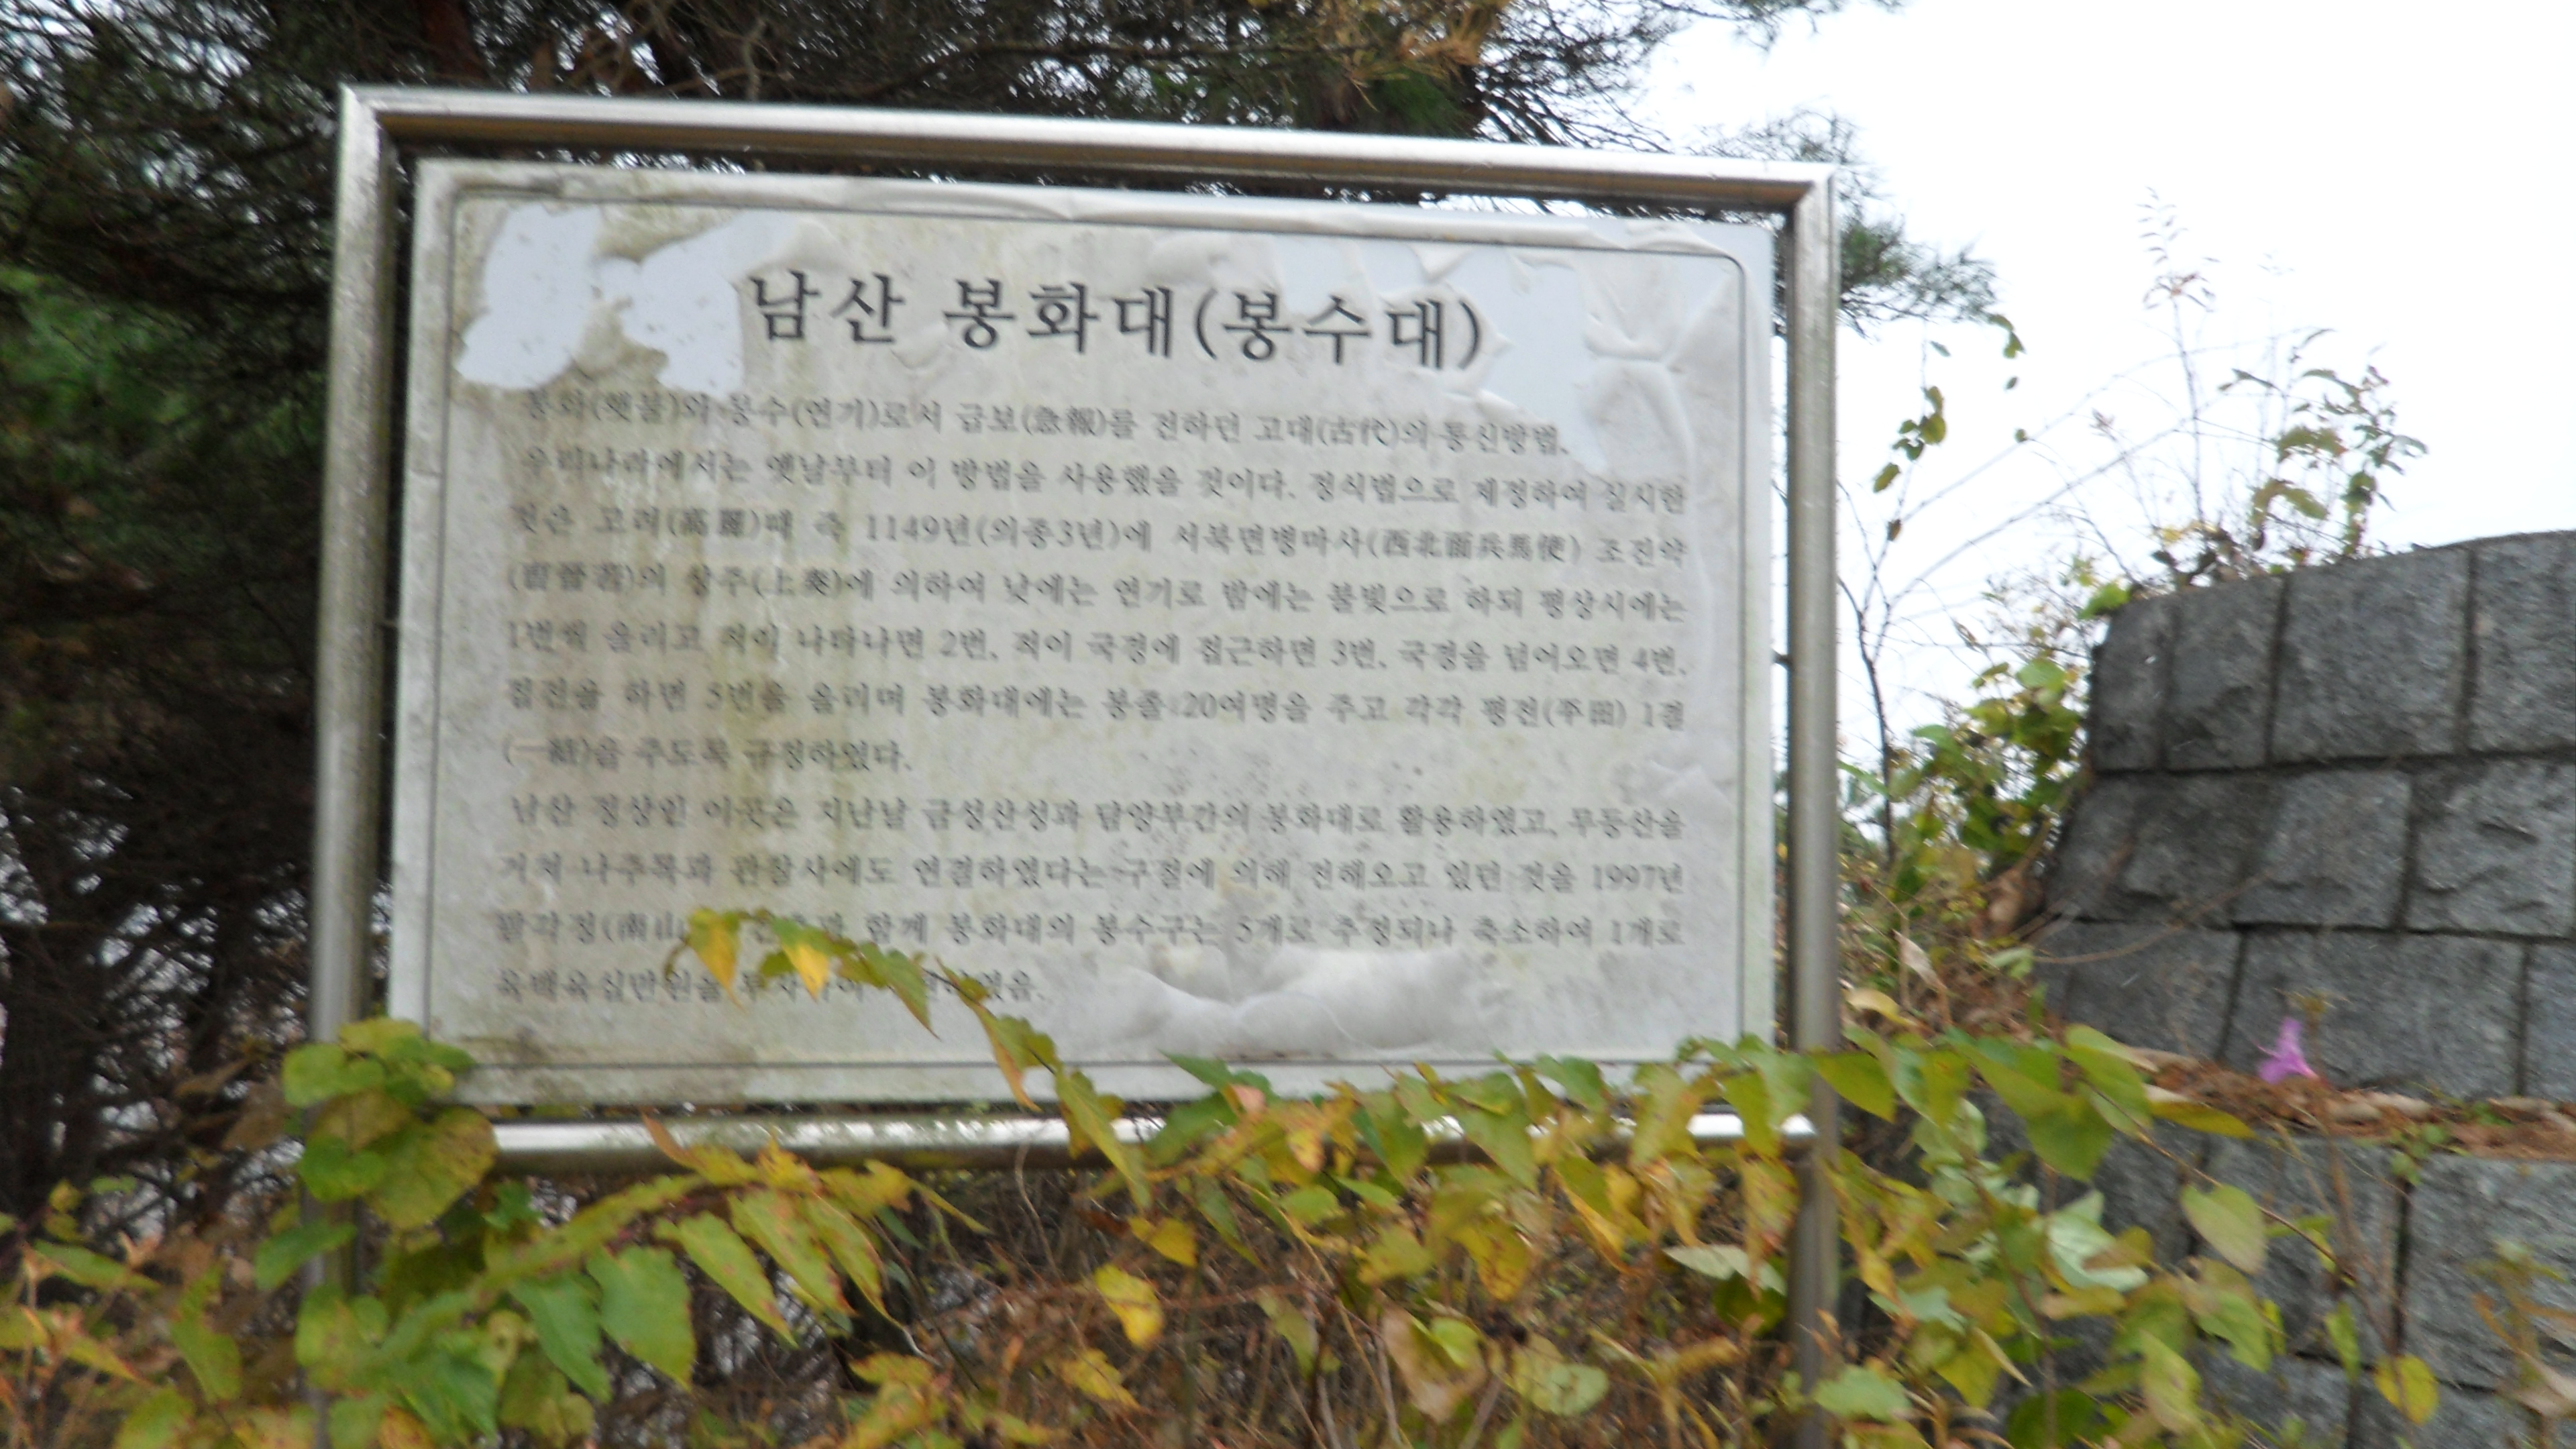 남산 봉화대(봉수대)
봉화(횃불)와 봉수(연기)로서 급보(急報)를 전하던 고대(古代)의 통신방법.
우리나라에서는 옛날부터 이 방법을 사용했을 것이다. 정식법으로 제정하여 실시한
것은 고려(高麗)때 즉 1149년(의종3년)에 서북면병마사(西北面兵馬使) 조진약
(曺晉若)의 상주(上奏)에 의하여 낮에는 연기로 밤에는 불빛으로 하되 평상시에는
1번씩 올리고 적이 나타나면 2번, 적이 국경에 접근하면 3번, 국경을 넘어오면 4번,
접전을 하면 5번을 올리며 봉화대에는 봉졸 20여명을 주고 각각 평전(平田) 1결
(一結)을 주도록 규정하였다.
남산 정상인 이곳은 지난날 금성산성과 담양부간의 봉화대로 활용하였고, 무등산을
거쳐 나주목과 관찰사에도 연결하였다는 구절에 의해 전해오고 있던 것을 1997년
팔각정(南山 함께 봉화대의 봉수구는 5개로 추정되나 축소하여 1개로
육백육십만원을